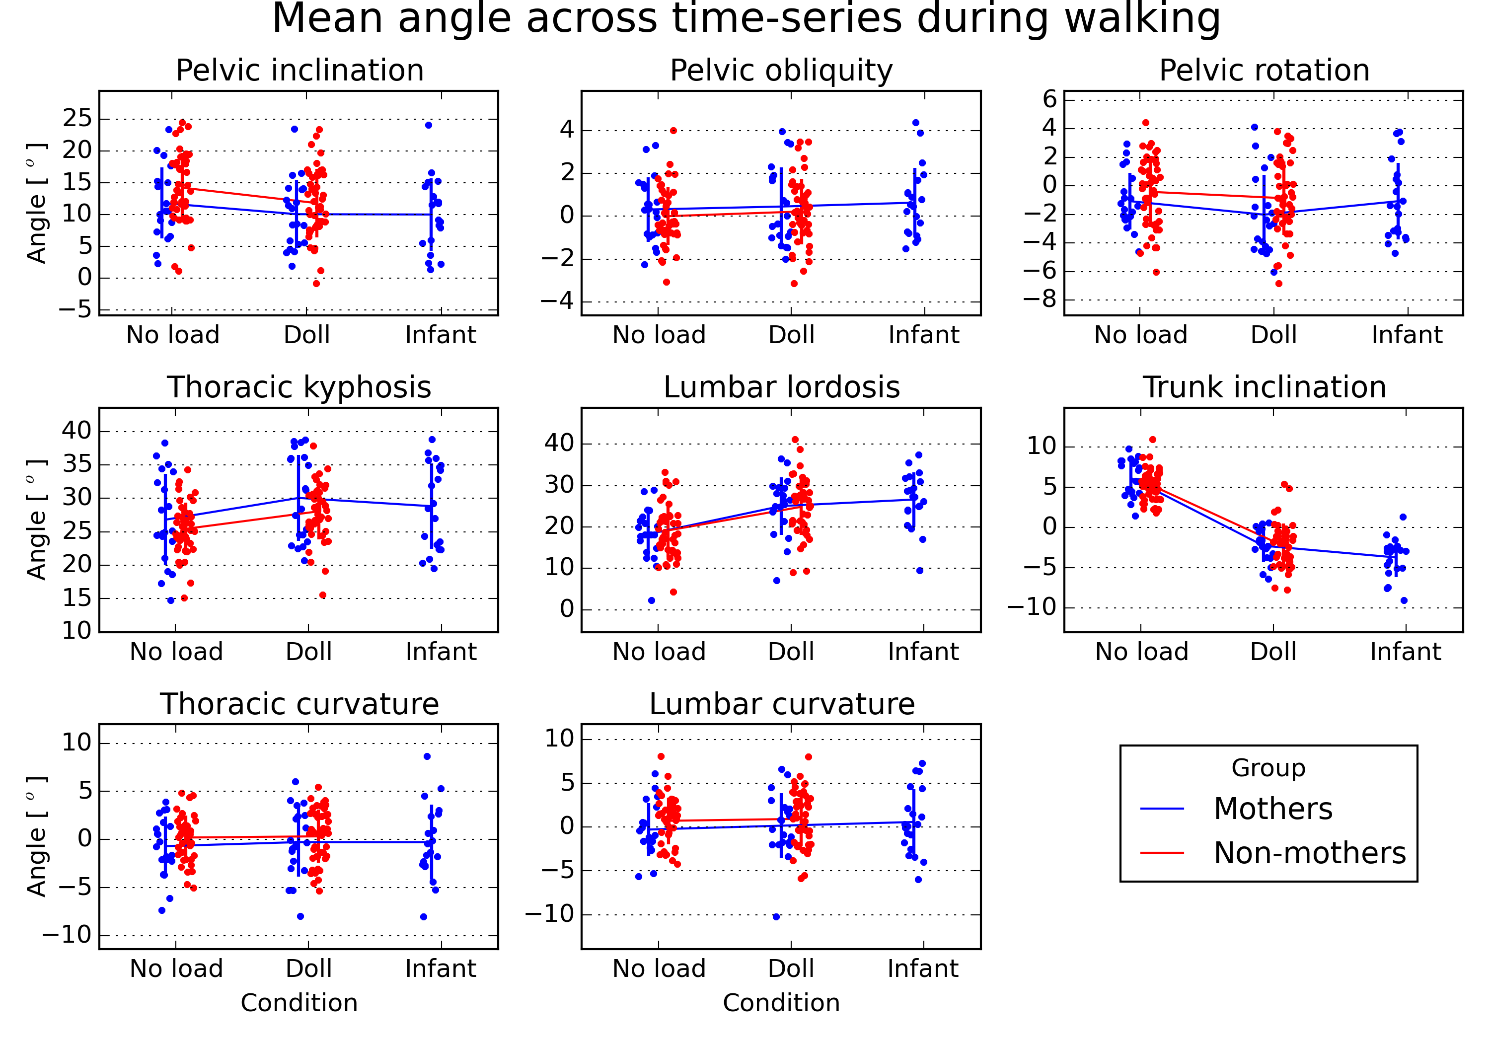 Mean angle across time-series during walking
Pelvic inclination
Pelvic obliquity
Pelvic rotation
Angle [ o ]
25
20
15
10
5
0
−5
No load Doll Infant
4
2
0
−2
−4
No load Doll Infant
6
4
2
0
−2
−4
−6
−8
No load Doll Infant
Thoracic kyphosis
Lumbar lordosis
Trunk inclination
Angle [ o ]
40
35
30
25
20
15
10
No load Doll Infant
40
30
20
10
0
No load Doll Infant
10
5
0
−5
−10
No load Doll Infant
Thoracic curvature
Lumbar curvature
Angle [ o ]
10
5
0
−5
−10
No load Doll Infant
Condition
10
5
0
−5
−10
No load Doll Infant
Condition
Group
Mothers
Non-mothers